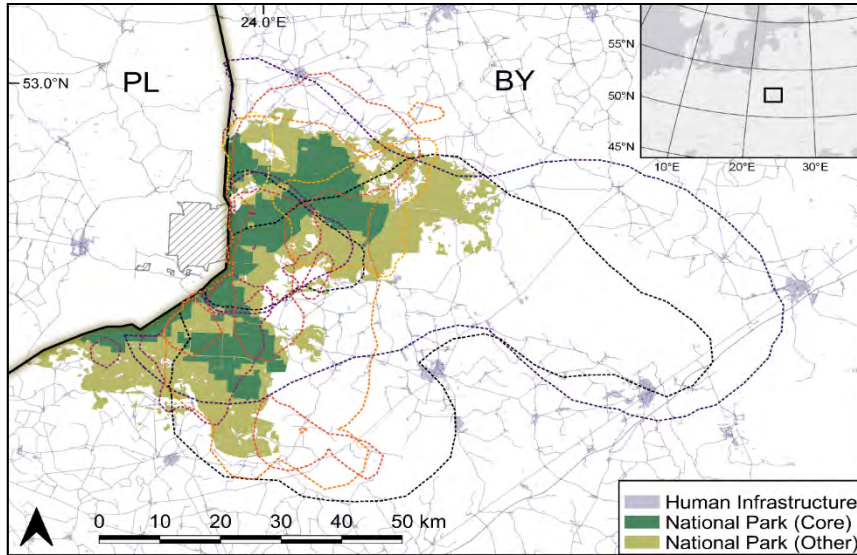 24.0°E
53.0°N
PL
BY
55°N
50°N
45°N
10°E
20°E
30°E
0 10 20 30 40 50 km
Human Infrastructure
National Park (Core)
National Park (Other)